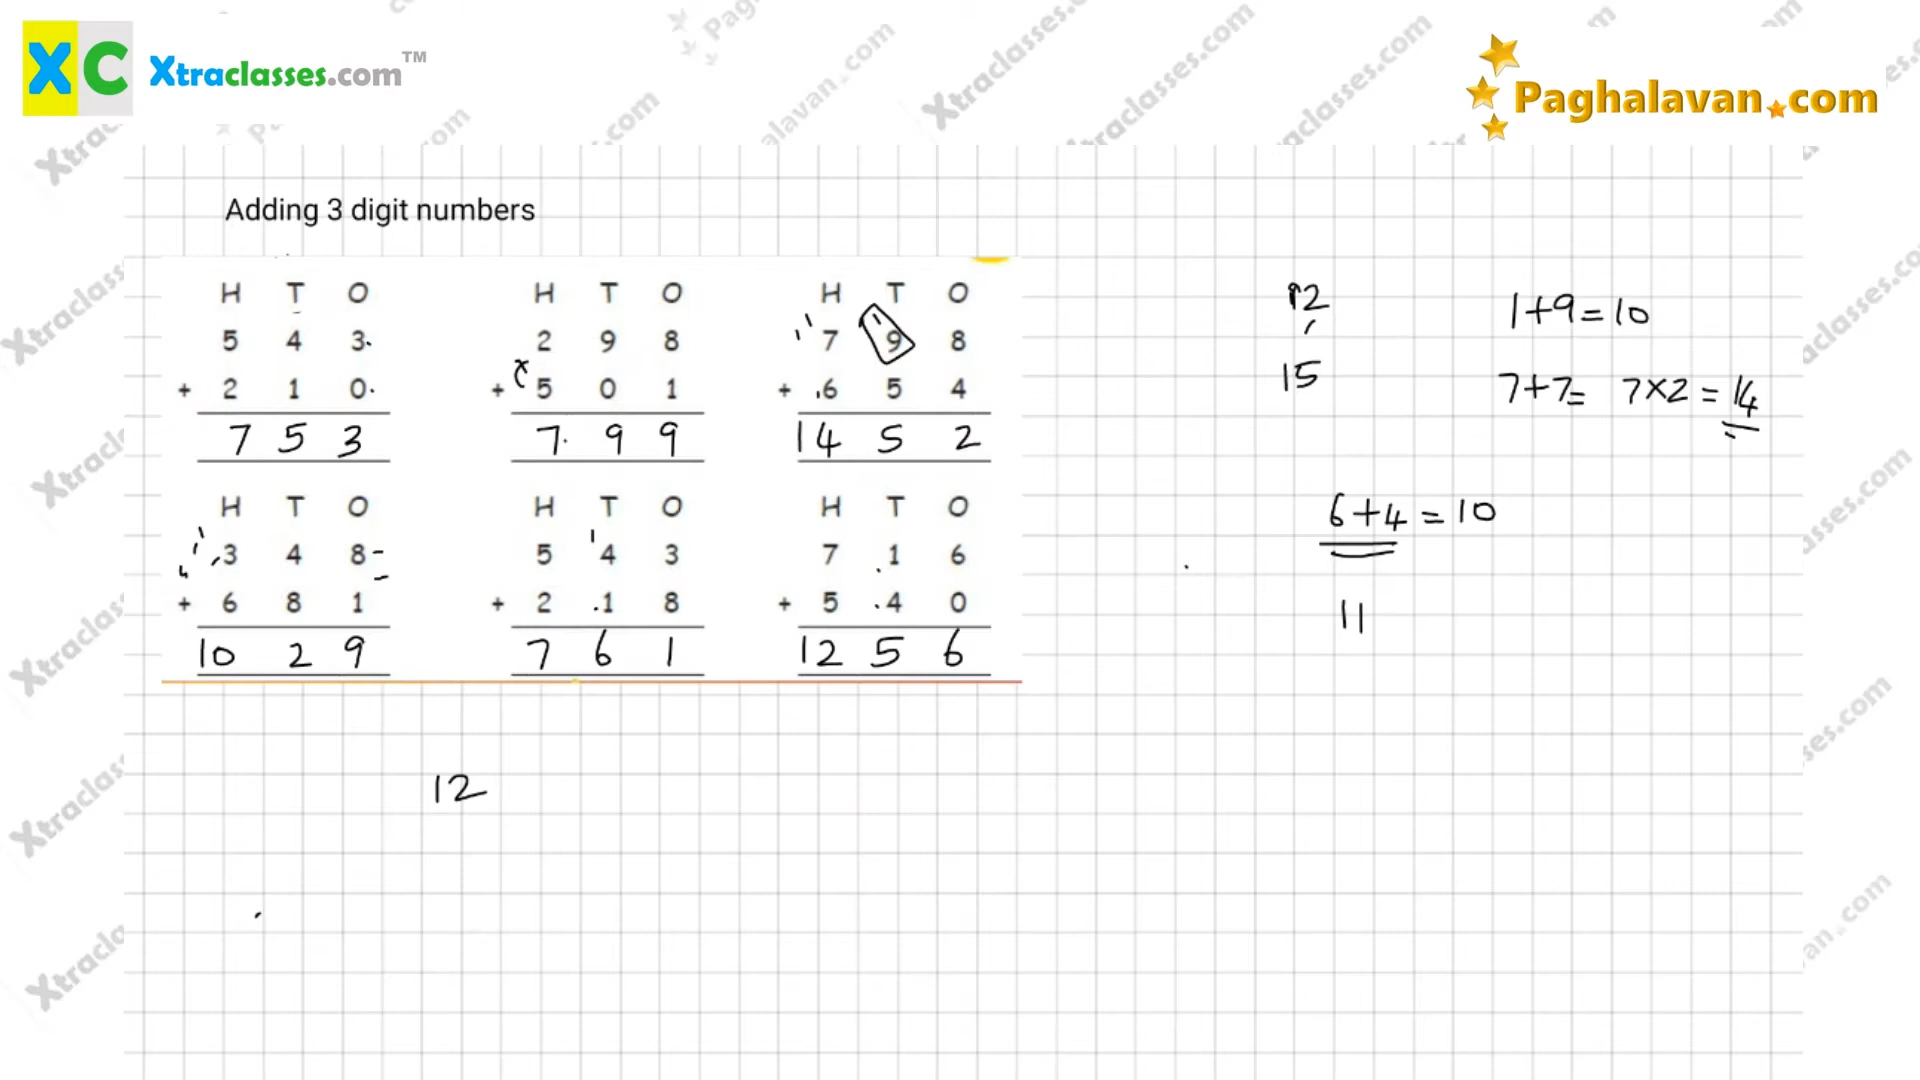 XC Xtraclasses.com™
Paghalavan.com
Adding 3 digit numbers
H T O
5 4 3
+ 2 1 0
7 5 3
H T O
2 9 8
+ 5 0 1
7 9 9
H T O
7 9 8
+ 6 5 4
14 5 2
H T O
3 4 8
+ 6 8 1
10 2 9
H T O
5 4 3
+ 2 1 8
7 6 1
H T O
7 1 6
+ 5 4 0
12 5 6
12
12
15
1+9=10
7+7= 7×2=14
6+4=10
11